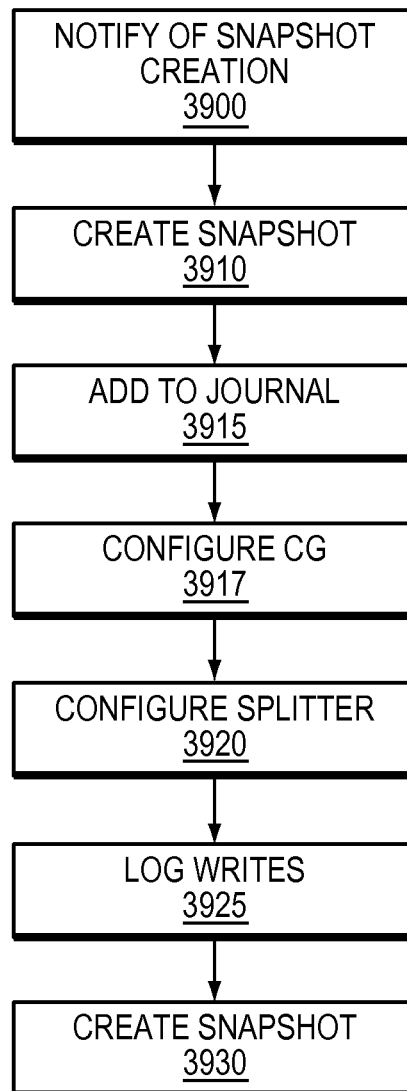 NOTIFY OF SNAPSHOT
CREATION
3900
CREATE SNAPSHOT
3910
ADD TO JOURNAL
3915
CONFIGURE CG
3917
CONFIGURE SPLITTER
3920
LOG WRITES
3925
CREATE SNAPSHOT
3930